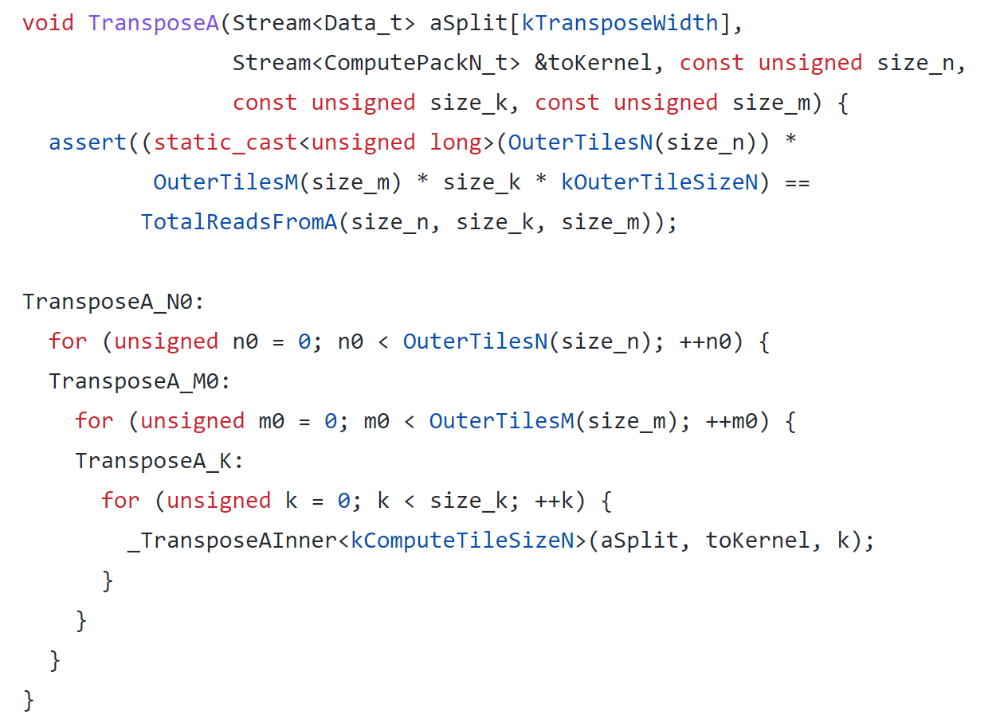 void TransposeA(Stream<Data_t> aSplit[kTransposeWidth],
                Stream<ComputePackN_t> &toKernel, const unsigned size_n,
                const unsigned size_k, const unsigned size_m) {
  assert((static_cast<unsigned long>(OuterTilesN(size_n)) *
          OuterTilesM(size_m) * size_k * kOuterTileSizeN) ==
         TotalReadsFromA(size_n, size_k, size_m));

TransposeA_N0:
  for (unsigned n0 = 0; n0 < OuterTilesN(size_n); ++n0) {
  TransposeA_M0:
    for (unsigned m0 = 0; m0 < OuterTilesM(size_m); ++m0) {
    TransposeA_K:
      for (unsigned k = 0; k < size_k; ++k) {
        _TransposeAInner<kComputeTileSizeN>(aSplit, toKernel, k);
      }
    }
  }
}